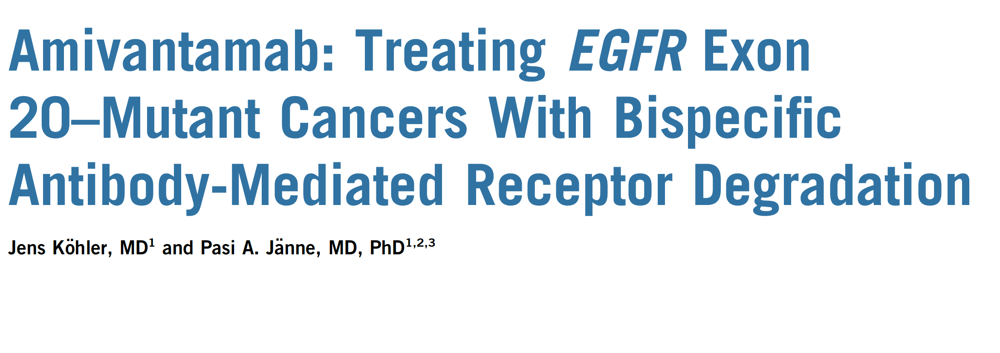 Amivantamab: Treating EGFR Exon
20–Mutant Cancers With Bispecific
Antibody-Mediated Receptor Degradation
Jens Köhler, MD1 and Pasi A. Jänne, MD, PhD1,2,3